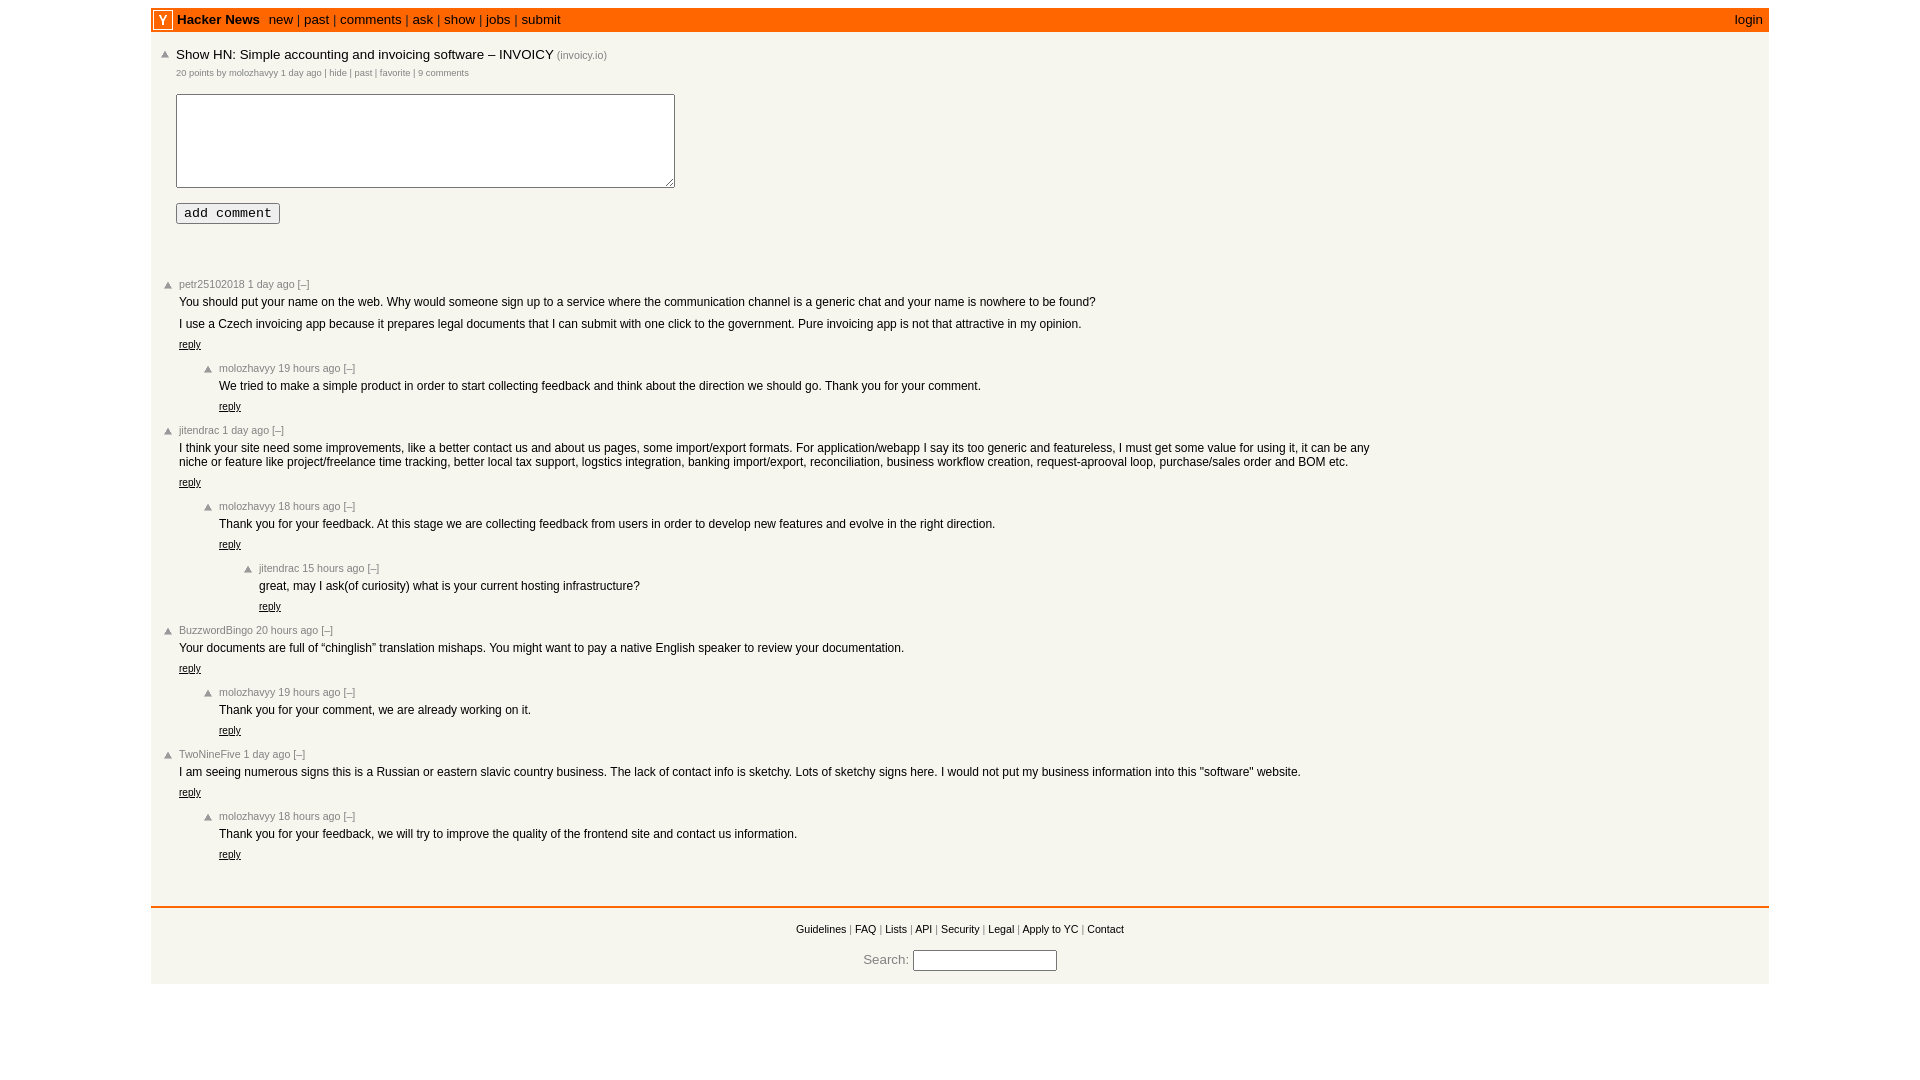 Y Hacker News new | past | comments | ask | show | jobs | submit login
Show HN: Simple accounting and invoicing software – INVOICY (invoicy.io)
20 points by molozhavyy 1 day ago | hide | past | favorite | 9 comments
add comment
petr25102018 1 day ago [–]
You should put your name on the web. Why would someone sign up to a service where the communication channel is a generic chat and your name is nowhere to be found?
I use a Czech invoicing app because it prepares legal documents that I can submit with one click to the government. Pure invoicing app is not that attractive in my opinion.
reply
molozhavyy 19 hours ago [–]
We tried to make a simple product in order to start collecting feedback and think about the direction we should go. Thank you for your comment.
reply
jitendrac 1 day ago [–]
I think your site need some improvements, like a better contact us and about us pages, some import/export formats. For application/webapp I say its too generic and featureless, I must get some value for using it, it can be any
niche or feature like project/freelance time tracking, better local tax support, logstics integration, banking import/export, reconciliation, business workflow creation, request-aprooval loop, purchase/sales order and BOM etc.
reply
molozhavyy 18 hours ago [–]
Thank you for your feedback. At this stage we are collecting feedback from users in order to develop new features and evolve in the right direction.
reply
jitendrac 15 hours ago [–]
great, may I ask(of curiosity) what is your current hosting infrastructure?
reply
BuzzwordBingo 20 hours ago [–]
Your documents are full of “chinglish” translation mishaps. You might want to pay a native English speaker to review your documentation.
reply
molozhavyy 19 hours ago [–]
Thank you for your comment, we are already working on it.
reply
TwoNineFive 1 day ago [–]
I am seeing numerous signs this is a Russian or eastern slavic country business. The lack of contact info is sketchy. Lots of sketchy signs here. I would not put my business information into this "software" website.
reply
molozhavyy 18 hours ago [–]
Thank you for your feedback, we will try to improve the quality of the frontend site and contact us information.
reply
Guidelines | FAQ | Lists | API | Security | Legal | Apply to YC | Contact
Search: